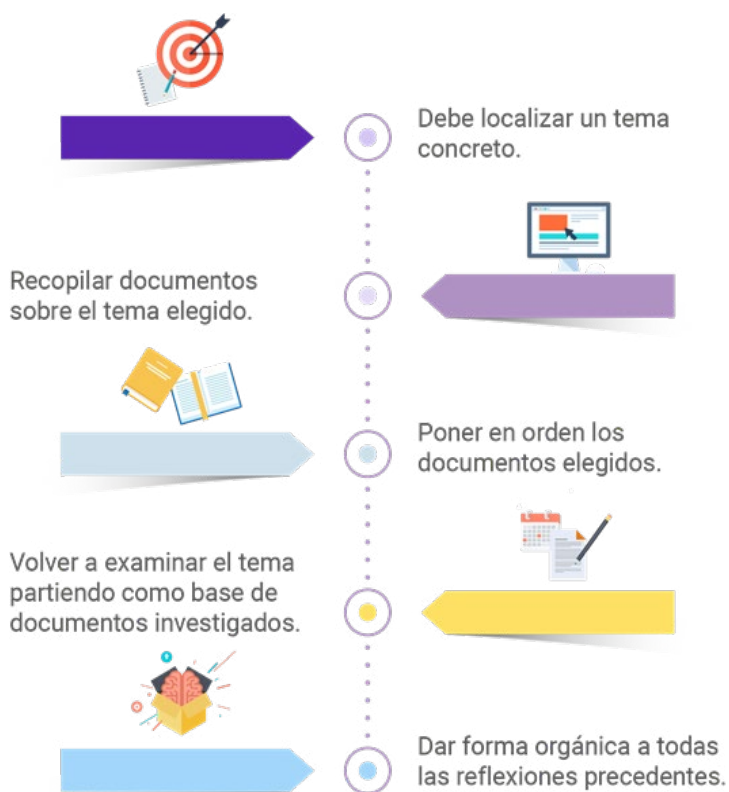 Debe localizar un tema
concreto.
Recopilar documentos
sobre el tema elegido.
Poner en orden los
documentos elegidos.
Volver a examinar el tema
partiendo como base de
documentos investigados.
Dar forma orgánica a todas
las reflexiones precedentes.